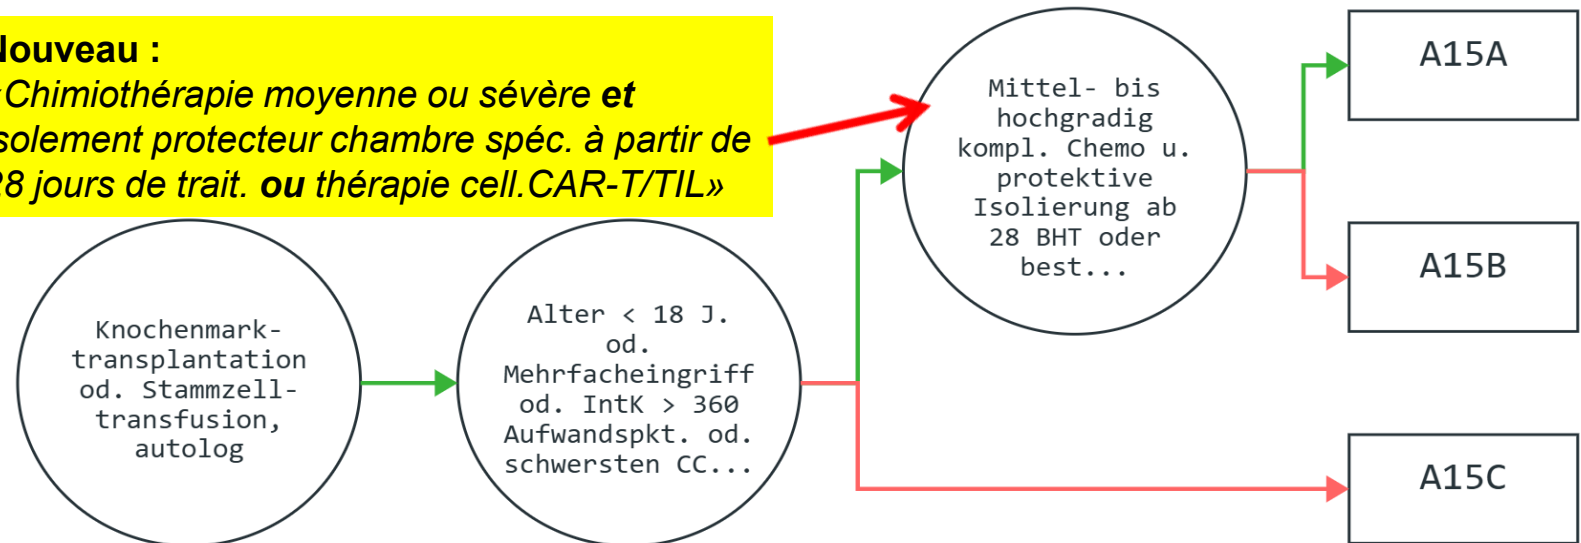 Nouveau :
«Chimiothérapie moyenne ou sévère et
isolement protecteur chambre spéc. à partir de
28 jours de trait. ou thérapie cell.CAR-T/TIL»
Knochenmark-
transplantation
od. Stammzell-
transfusion,
autolog
Alter < 18 J.
od.
Mehrfacheingriff
od. IntK > 360
Aufwandspkt. od.
schwersten CC...
Mittel- bis
hochgradig
kompl. Chemo u.
protektive
Isolierung ab
28 BHT oder
best...
A15A
A15B
A15C